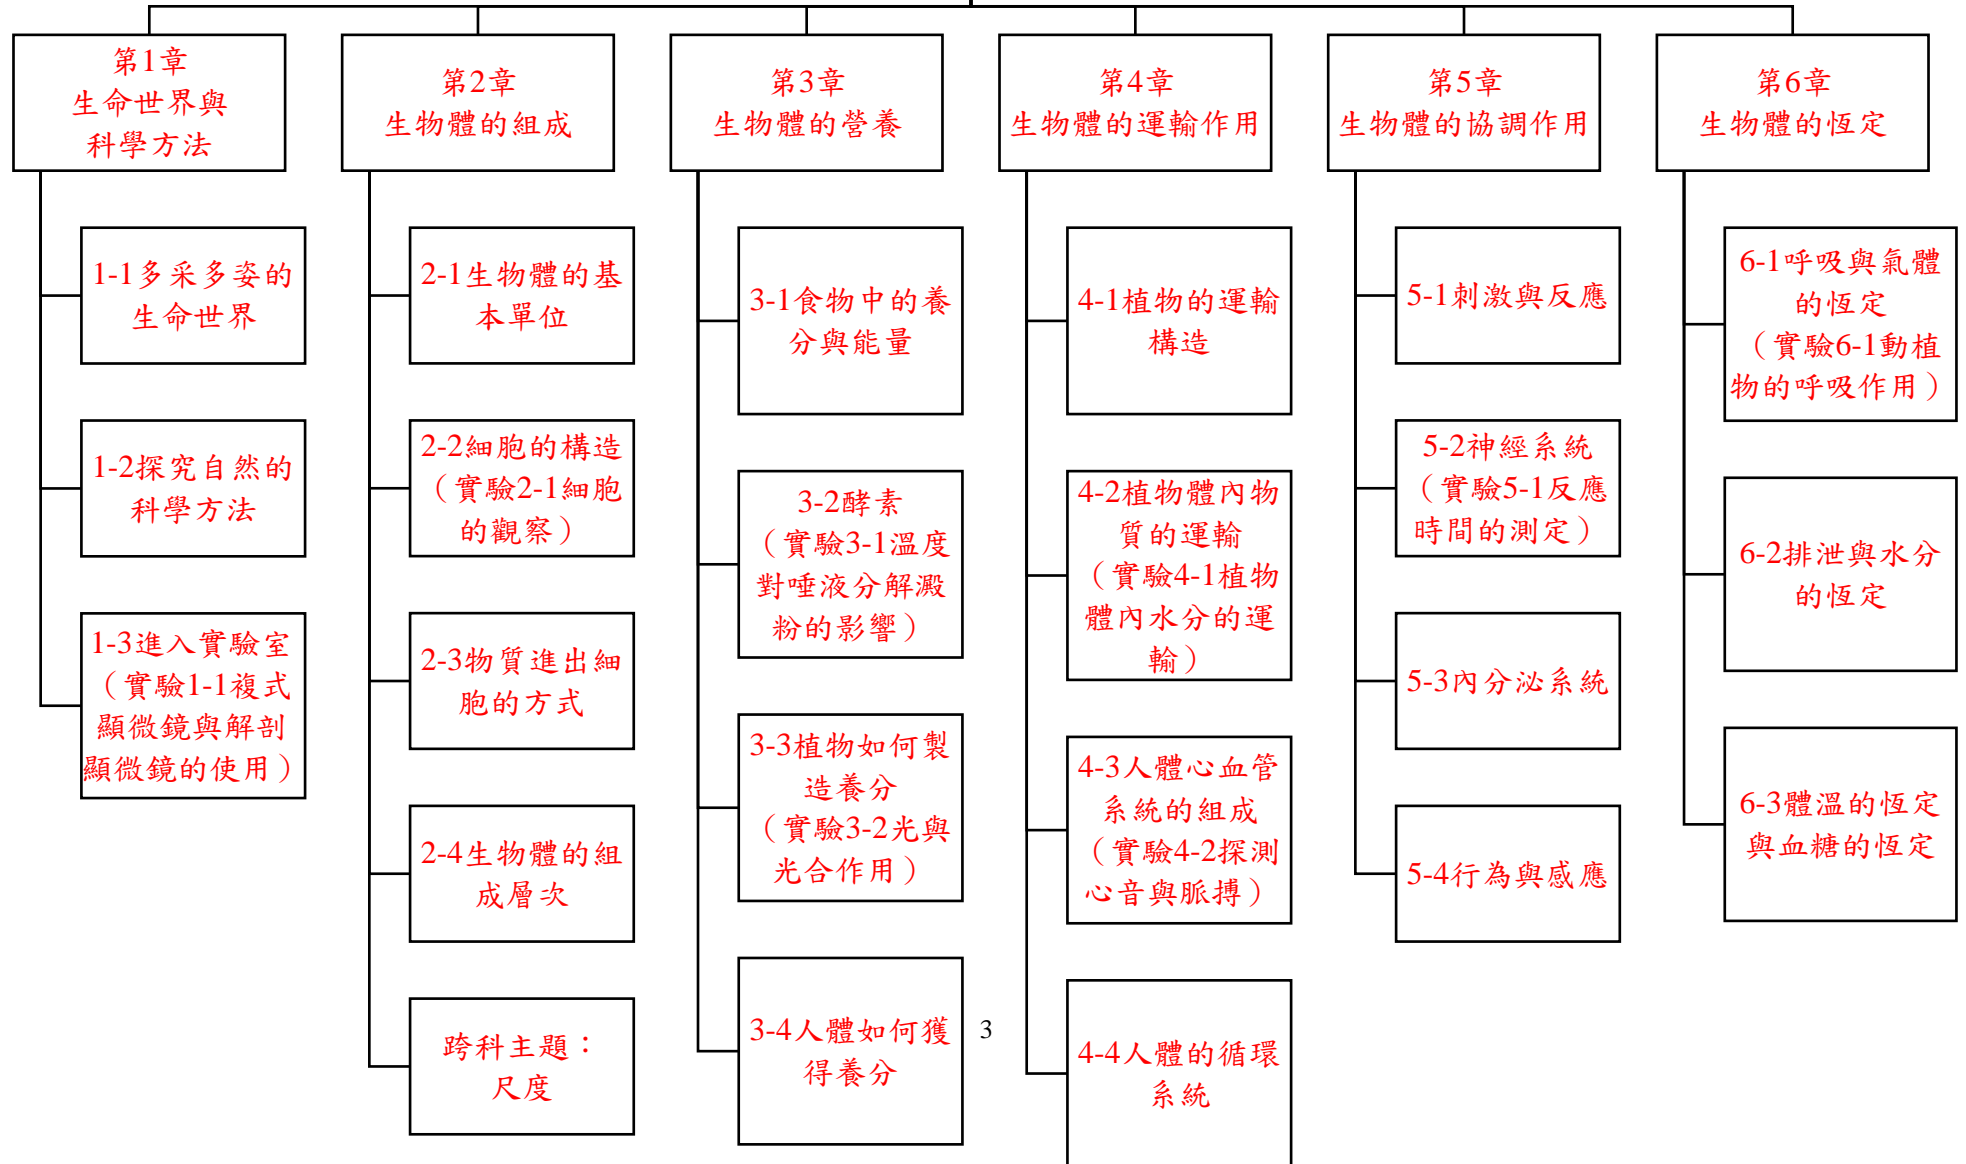 第1章
生命世界與
科學方法
1-1多采多姿的
生命世界
1-2探究自然的
科學方法
1-3進入實驗室
（實驗1-1複式
顯微鏡與解剖
顯微鏡的使用）
第2章
生物體的組成
2-1生物體的基
本單位
2-2細胞的構造
（實驗2-1細胞
的觀察）
2-3物質進出細
胞的方式
2-4生物體的組
成層次
跨科主題：
尺度
第3章
生物體的營養
3-1食物中的養
分與能量
3-2酵素
（實驗3-1溫度
對唾液分解澱
粉的影響）
3-3植物如何製
造養分
（實驗3-2光與
光合作用）
3-4人體如何獲
得養分
第4章
生物體的運輸作用
4-1植物的運輸
構造
4-2植物體內物
質的運輸
（實驗4-1植物
體內水分的運
輸）
4-3人體心血管
系統的組成
（實驗4-2探測
心音與脈搏）
4-4人體的循環
系統
第5章
生物體的協調作用
5-1刺激與反應
5-2神經系統
（實驗5-1反應
時間的測定）
5-3內分泌系統
5-4行為與感應
第6章
生物體的恆定
6-1呼吸與氣體
的恆定
（實驗6-1動植
物的呼吸作用）
6-2排泄與水分
的恆定
6-3體溫的恆定
與血糖的恆定
3